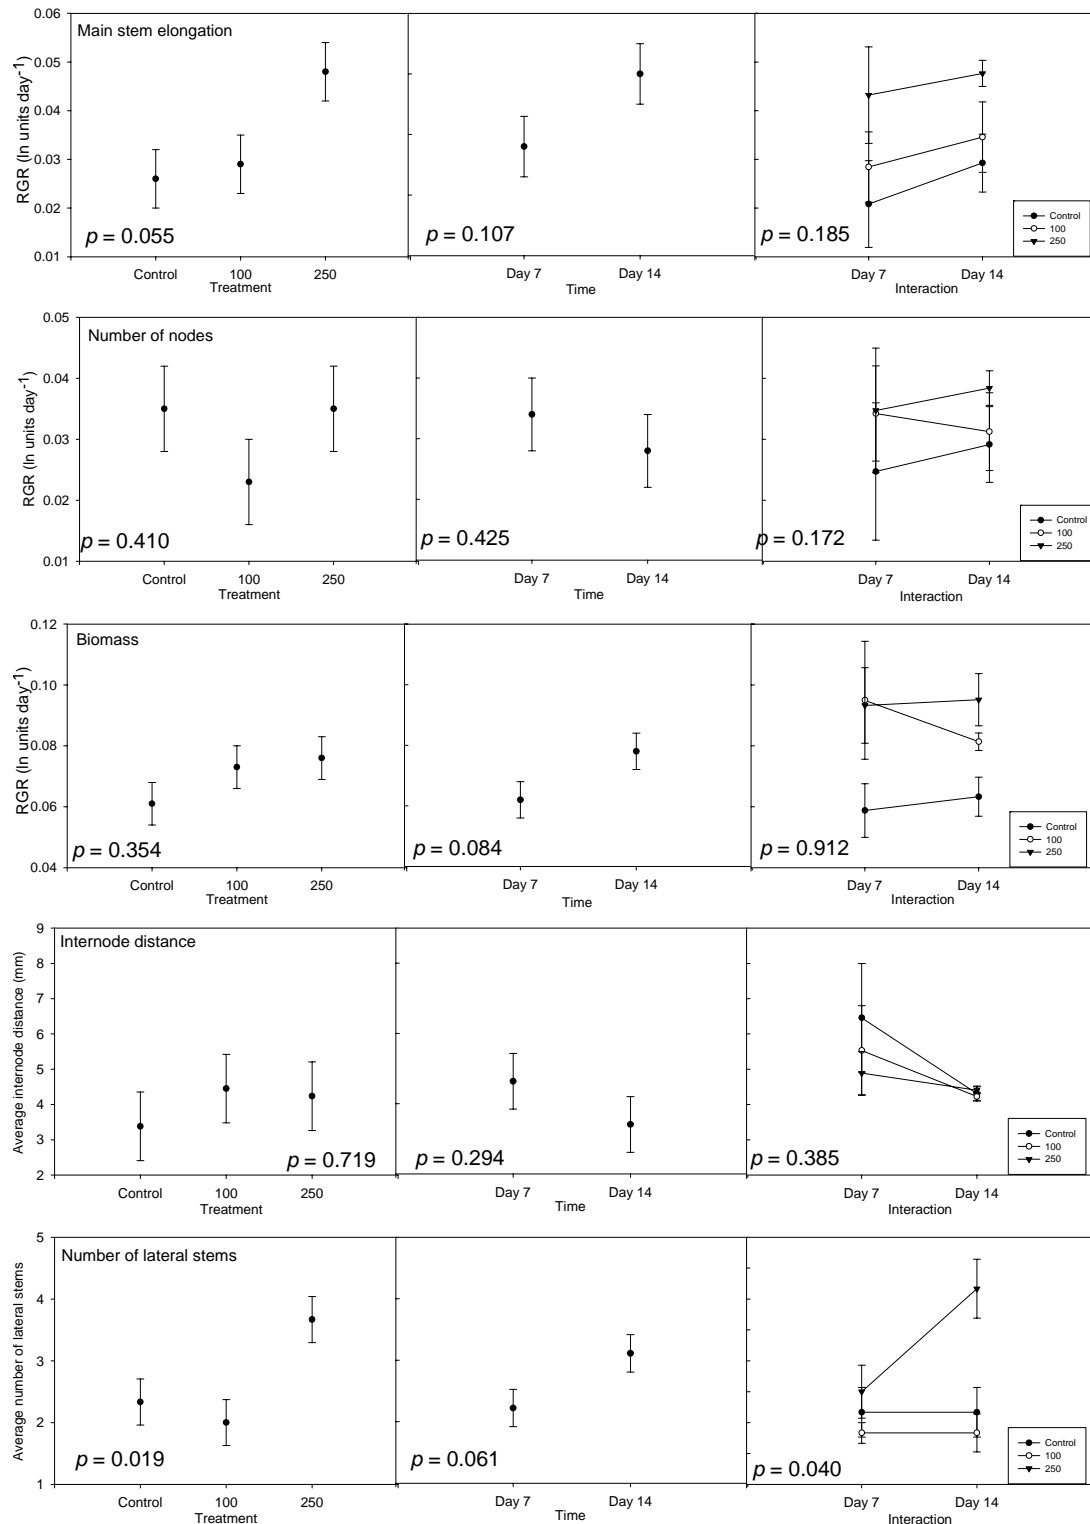 Main stem elongation
RGR (ln units day-1)
0.06
0.05
0.04
0.03
0.02
0.01
p = 0.055
p = 0.107
p = 0.185
Control
100
250
Control 100 250
Treatment
Day 7 Day 14
Time
Day 7 Day 14
Interaction
Number of nodes
RGR (ln units day-1)
0.05
0.04
0.03
0.02
0.01
p = 0.410
p = 0.425
p = 0.172
Control
100
250
Control 100 250
Treatment
Day 7 Day 14
Time
Day 7 Day 14
Interaction
Biomass
RGR (ln units day-1)
0.12
0.10
0.08
0.06
0.04
p = 0.354
p = 0.084
p = 0.912
Control
100
250
Control 100 250
Treatment
Day 7 Day 14
Time
Day 7 Day 14
Interaction
Internode distance
Average internode distance (mm)
9
8
7
6
5
4
3
2
p = 0.719
p = 0.294
p = 0.385
Control
100
250
Control 100 250
Treatment
Day 7 Day 14
Time
Day 7 Day 14
Interaction
Number of lateral stems
Average number of lateral stems
5
4
3
2
1
p = 0.019
p = 0.061
p = 0.040
Control
100
250
Control 100 250
Treatment
Day 7 Day 14
Time
Day 7 Day 14
Interaction